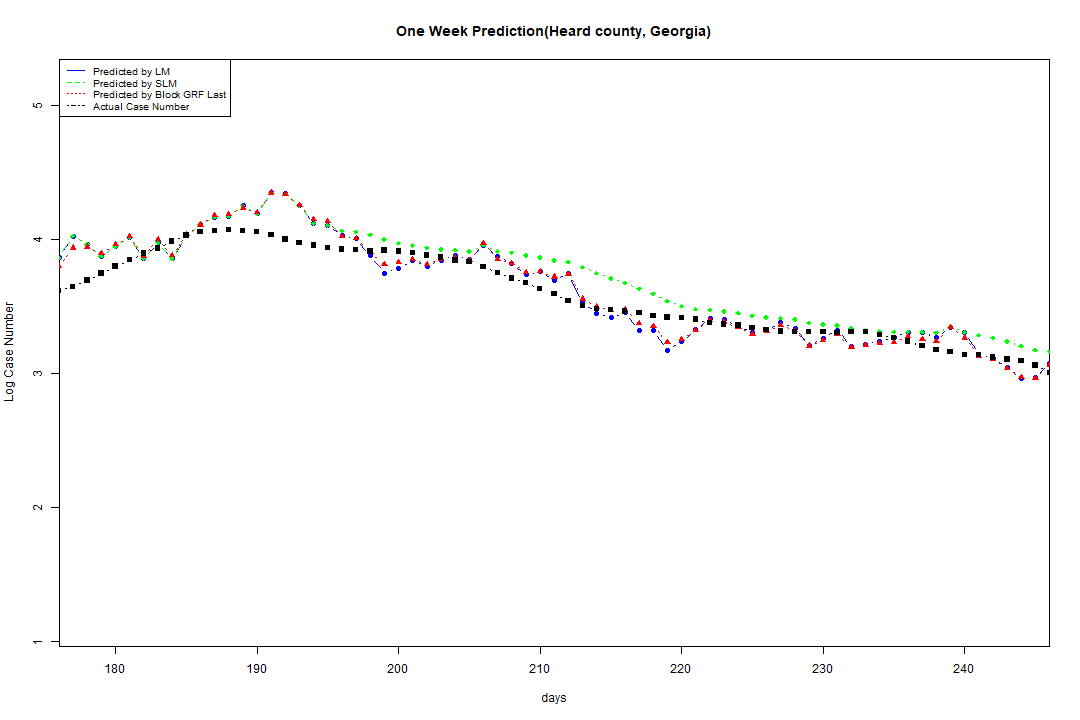 One Week Prediction(Heard county, Georgia)
Predicted by LM
Predicted by SLM
Predicted by Block GRF Last
Actual Case Number
5
4
3
2
1
Log Case Number
180 190 200 210 220 230 240
days